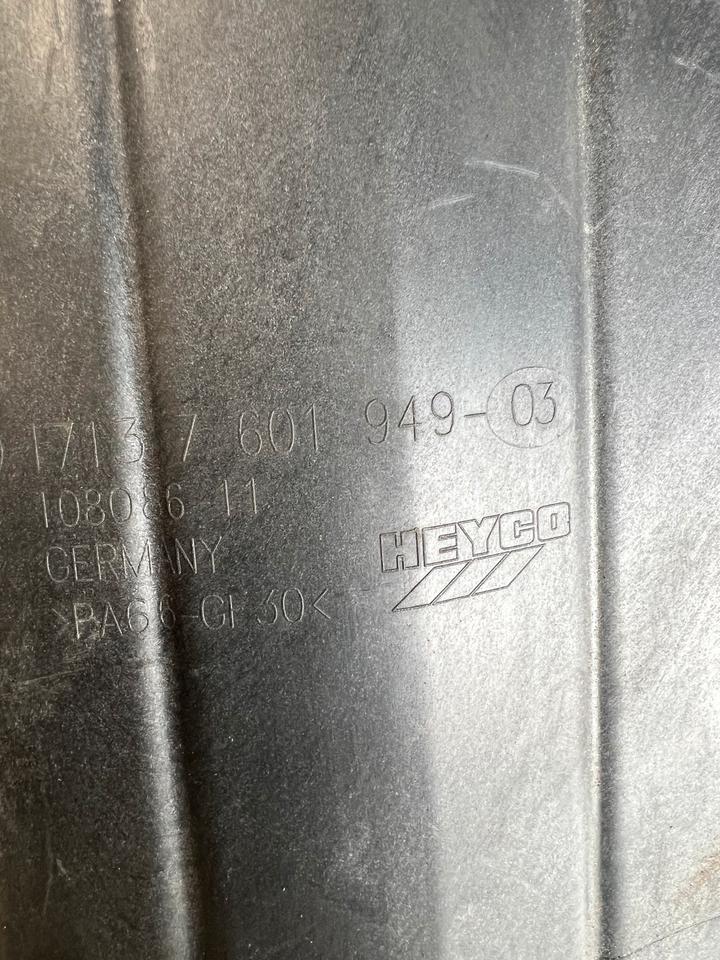 1713 7 601 949-03
108086-11
GERMANY
>PA66-GF30<
HEYCO